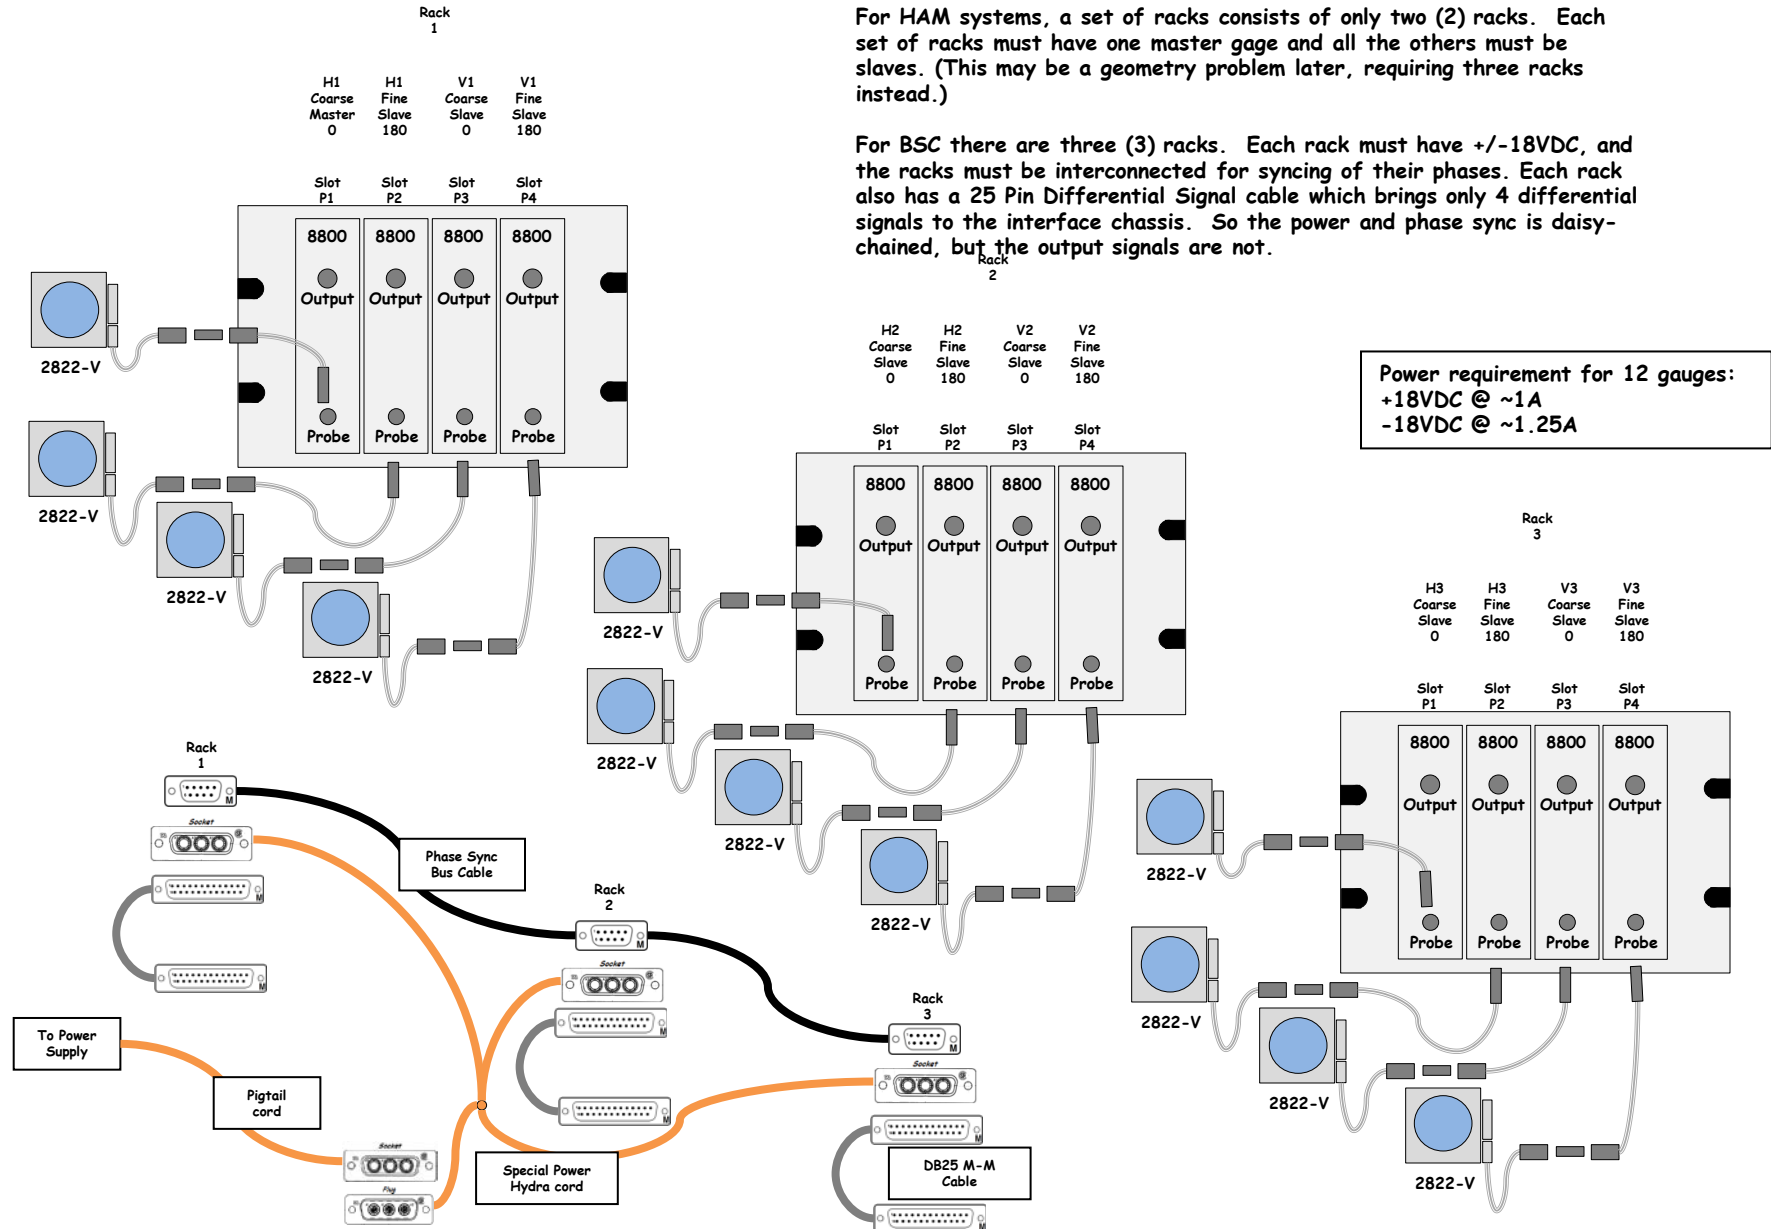 Rack
1
For HAM systems, a set of racks consists of only two (2) racks. Each
set of racks must have one master gage and all the others must be
slaves. (This may be a geometry problem later, requiring three racks
instead.)
For BSC there are three (3) racks. Each rack must have +/-18VDC, and
the racks must be interconnected for syncing of their phases. Each rack
also has a 25 Pin Differential Signal cable which brings only 4 differential
signals to the interface chassis. So the power and phase sync is daisy-
chained, but the output signals are not.
H1 H1 V1 V1
Coarse Fine Coarse Fine
Master Slave Slave Slave
0 180 0 180
Slot Slot Slot Slot
P1 P2 P3 P4
8800 8800 8800 8800
Output Output Output Output
Probe Probe Probe Probe
2822-V
2822-V
2822-V
2822-V
Rack
2
H2 H2 V2 V2
Coarse Fine Coarse Fine
Slave Slave Slave Slave
0 180 0 180
Slot Slot Slot Slot
P1 P2 P3 P4
8800 8800 8800 8800
Output Output Output Output
Probe Probe Probe Probe
2822-V
2822-V
2822-V
2822-V
Power requirement for 12 gauges:
+18VDC @ ~1A
-18VDC @ ~1.25A
Rack
3
H3 H3 V3 V3
Coarse Fine Coarse Fine
Slave Slave Slave Slave
0 180 0 180
Slot Slot Slot Slot
P1 P2 P3 P4
8800 8800 8800 8800
Output Output Output Output
Probe Probe Probe Probe
2822-V
2822-V
2822-V
2822-V
Rack
1
M
Socket
M
M
Phase Sync
Bus Cable
Rack
2
M
Socket
M
M
Rack
3
M
Socket
M
DB25 M-M
Cable
M
To Power
Supply
Pigtail
cord
Socket
Plug
Special Power
Hydra cord